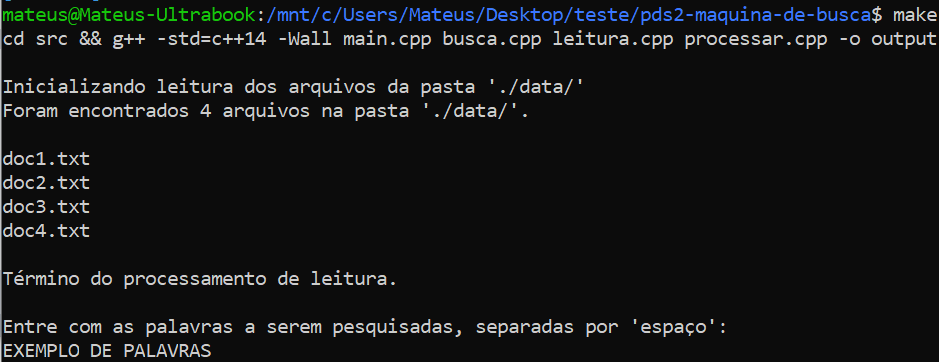 mateus@Mateus-Ultrabook:/mnt/c/Users/Mateus/Desktop/teste/pds2-maquina-de-busca$ make
cd src && g++ -std=c++14 -Wall main.cpp busca.cpp leitura.cpp processar.cpp -o output
Inicializando leitura dos arquivos da pasta './data/'
Foram encontrados 4 arquivos na pasta './data/'.
doc1.txt
doc2.txt
doc3.txt
doc4.txt
Término do processamento de leitura.
Entre com as palavras a serem pesquisadas, separadas por 'espaço':
EXEMPLO DE PALAVRAS